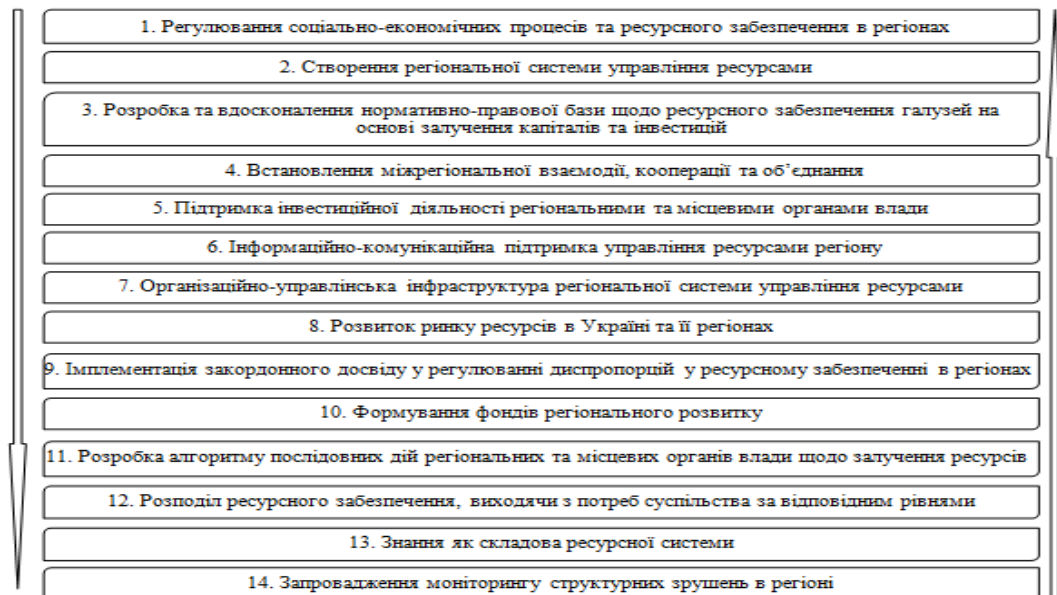 1. Регулювання соціально-економічних процесів та ресурсного забезпечення в регіонах
2. Створення регіональної системи управління ресурсами
3. Розробка та вдосконалення нормативно-правової бази щодо ресурсного забезпечення галузей на
основі залучення капіталів та інвестицій
4. Встановлення міжрегіональної взаємодії, кооперації та об’єднання
5. Підтримка інвестиційної діяльності регіональними та місцевими органами влади
6. Інформаційно-комунікаційна підтримка управління ресурсами регіону
7. Організаційно-управлінська інфраструктура регіональної системи управління ресурсами
8. Розвиток ринку ресурсів в Україні та її регіонах
9. Імплементація закордонного досвіду у регулюванні диспропорцій у ресурсному забезпеченні в регіонах
10. Формування фондів регіонального розвитку
11. Розробка алгоритму послідовних дій регіональних та місцевих органів влади щодо залучення ресурсів
12. Розподіл ресурсного забезпечення, виходячи з потреб суспільства за відповідним рівнями
13. Знання як складова ресурсної системи
14. Запровадження моніторингу структурних зрушень в регіоні